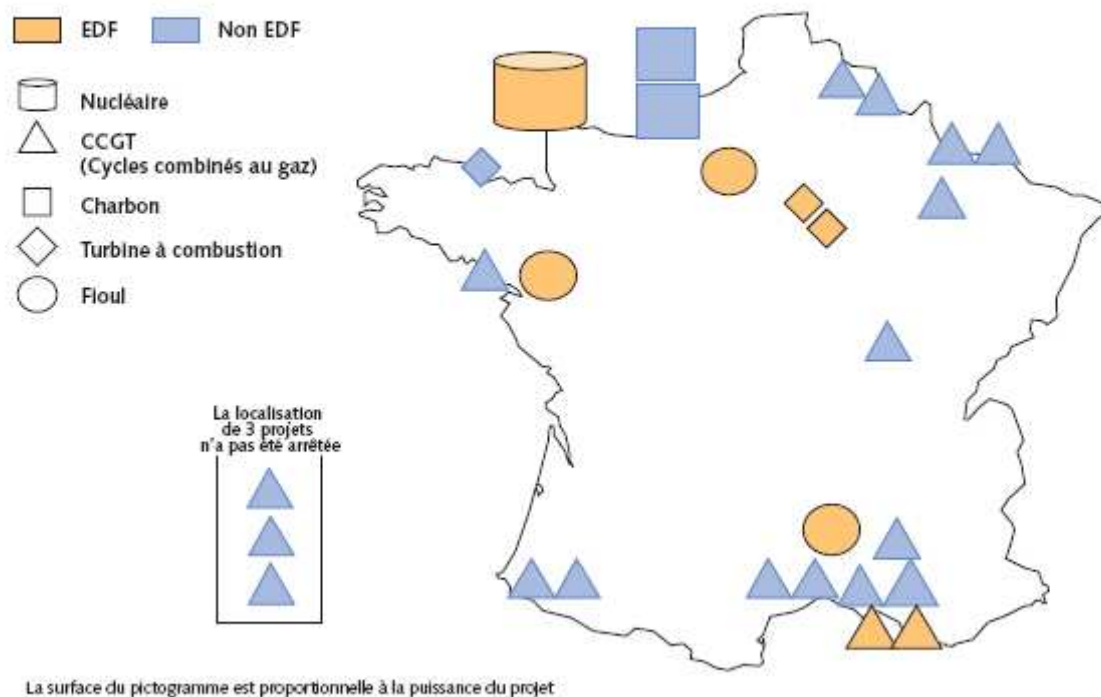 EDF Non EDF
Nucléaire
CCGT
(Cycles combinés au gaz)
Charbon
Turbine à combustion
Fioul
La localisation
de 3 projets
n'a pas été arrêtée
La surface du pictogramme est proportionnelle à la puissance du projet